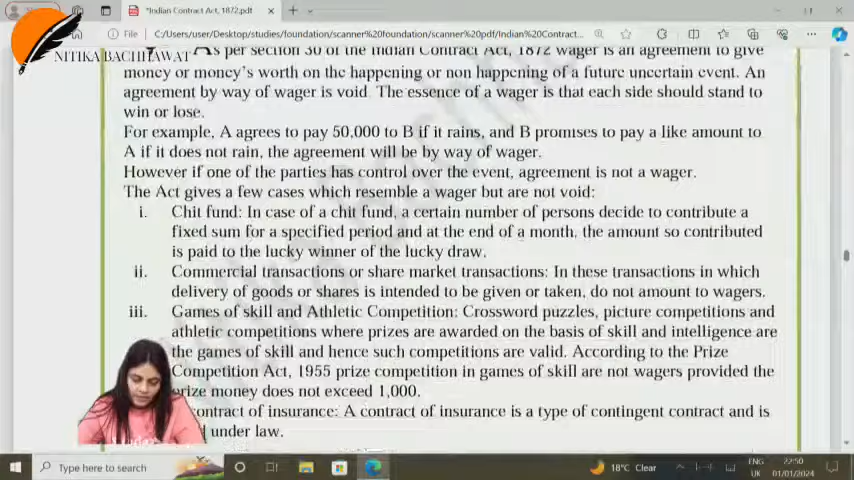 *Indian Contract Act, 1872.pdf
File
C:/Users/user/Desktop/studies/foundation/scanner%20foundation/scanner%20pdf/Indian%20Contract...
NITIKA BACHHAWAT
As per section 30 of the Indian Contract Act, 1872 wager is an agreement to give
money or money's worth on the happening or non happening of a future uncertain event. An
agreement by way of wager is void. The essence of a wager is that each side should stand to
win or lose.
For example, A agrees to pay 50,000 to B if it rains, and B promises to pay a like amount to
A if it does not rain, the agreement will be by way of wager.
However if one of the parties has control over the event, agreement is not a wager.
The Act gives a few cases which resemble a wager but are not void:
i. Chit fund: In case of a chit fund, a certain number of persons decide to contribute a
fixed sum for a specified period and at the end of a month, the amount so contributed
is paid to the lucky winner of the lucky draw.
ii. Commercial transactions or share market transactions: In these transactions in which
delivery of goods or shares is intended to be given or taken, do not amount to wagers.
iii. Games of skill and Athletic Competition: Crossword puzzles, picture competitions and
athletic competitions where prizes are awarded on the basis of skill and intelligence are
the games of skill and hence such competitions are valid. According to the Prize
Competition Act, 1955 prize competition in games of skill are not wagers provided the
prize money does not exceed 1,000.
contract of insurance: A contract of insurance is a type of contingent contract and is
under law.
Type here to search
18°C Clear
ENG
UK
22:50
01/01/2024